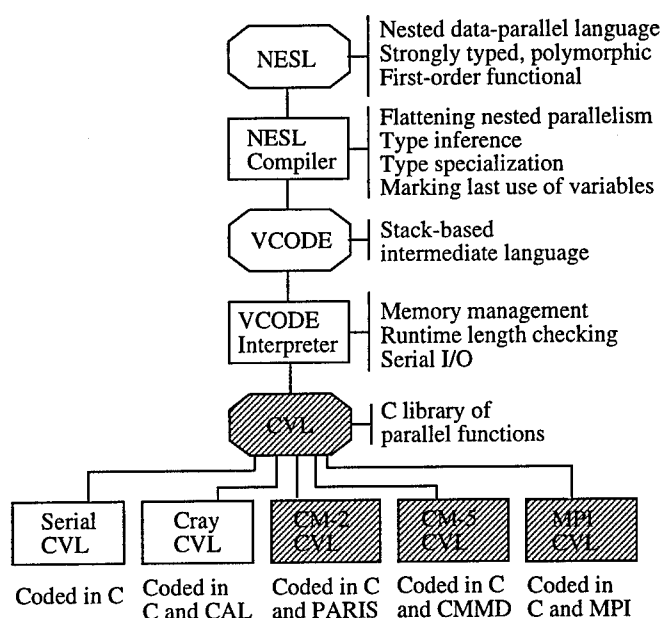 NESL
Nested data-parallel language
Strongly typed, polymorphic
First-order functional
NESL
Compiler
Flattening nested parallelism
Type inference
Type specialization
Marking last use of variables
VCODE
Stack-based
intermediate language
VCODE
Interpreter
Memory management
Runtime length checking
Serial I/O
CVL
C library of
parallel functions
Serial
CVL
Cray
CVL
CM-2
CVL
CM-5
CVL
MPI
CVL
Coded in C
Coded in
C and CAL
Coded in C
and PARIS
Coded in C
and CMMD
Coded in
C and MPI